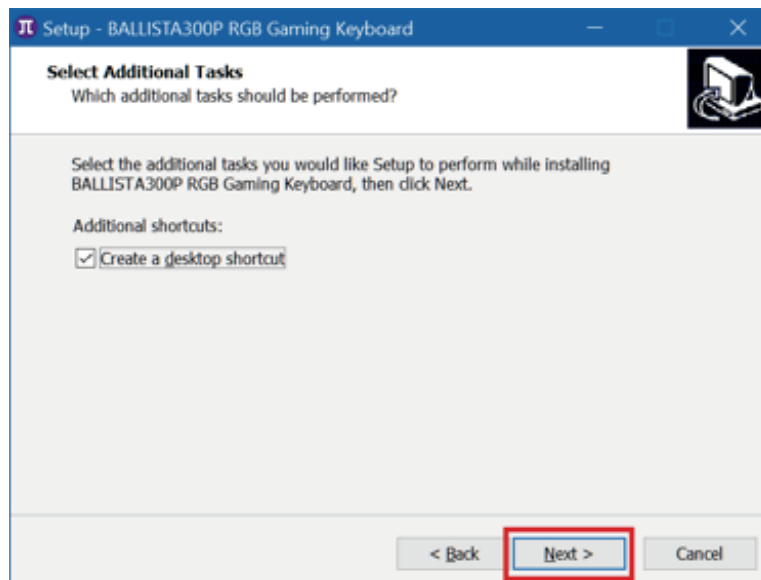 Setup - BALLISTA300P RGB Gaming Keyboard
Select Additional Tasks
Which additional tasks should be performed?
Select the additional tasks you would like Setup to perform while installing
BALLISTA300P RGB Gaming Keyboard, then click Next.
Additional shortcuts:
Create a desktop shortcut
< Back Next > Cancel